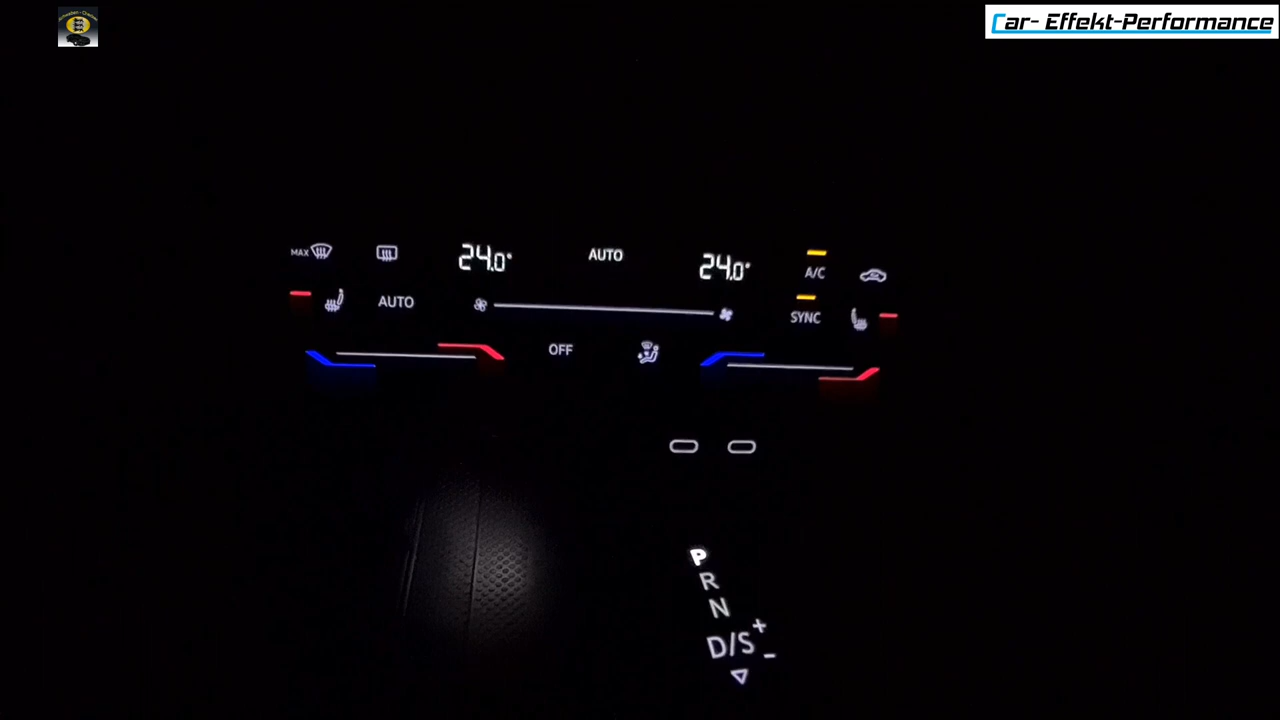 Car- Effekt-Performance
MAX
24.0°
AUTO
24.0°
A/C
AUTO
SYNC
OFF
P
R
N
D/S
+
-